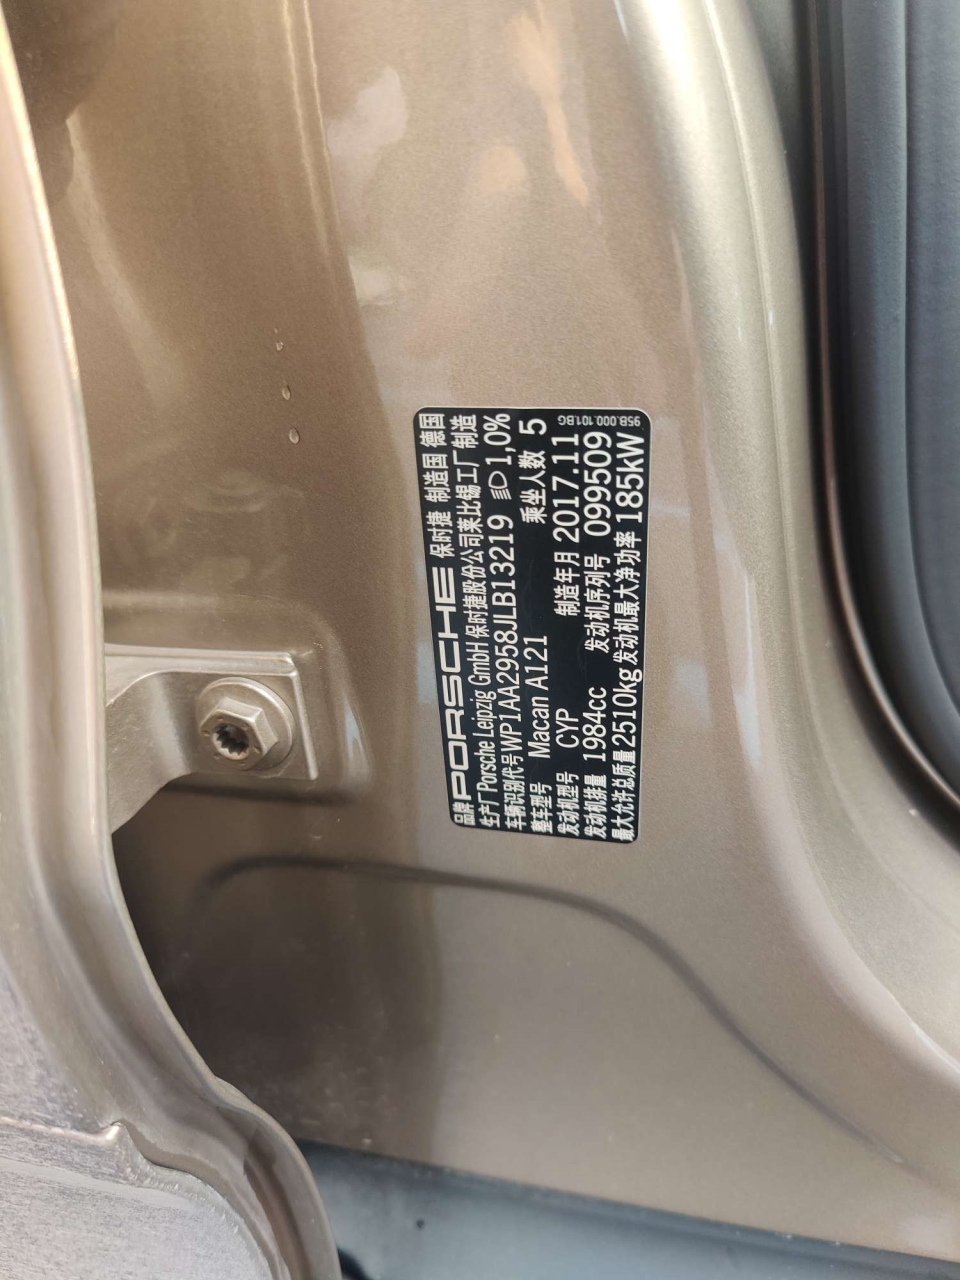 品牌 PORSCHE 保时捷 制造国 德国
生产厂 Porsche Leipzig GmbH 保时捷股份公司莱比锡工厂制造
车辆识别代号 WP1AA2958JLB13219 1,0%
整车型号 Macan A121 乘坐人数 5
发动机型号 CYP 制造年月 2017.11
发动机排量 1984cc 发动机序列号 099509
最大允许总质量 2510kg 发动机最大净功率 185kW
95B.000.101.BG